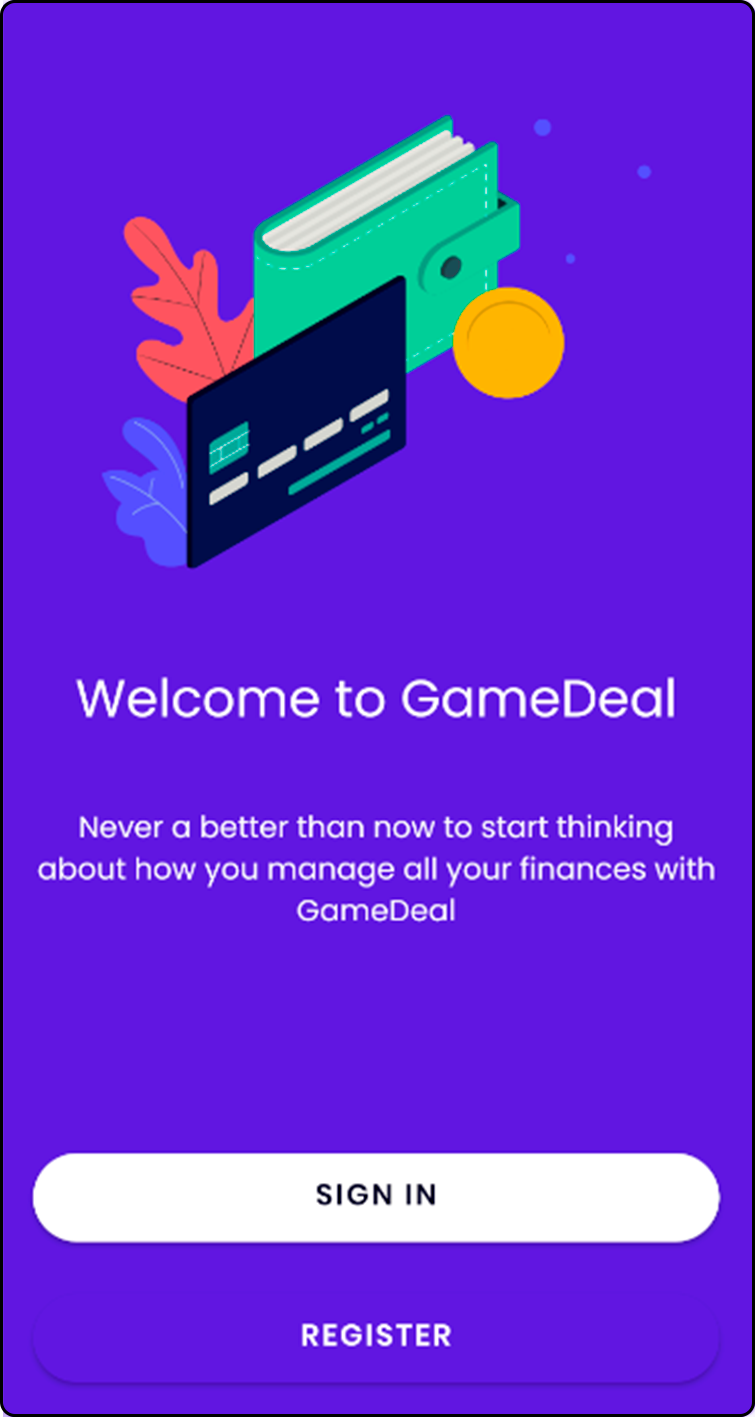 Welcome to GameDeal
Never a better than now to start thinking
about how you manage all your finances with
GameDeal
SIGN IN
REGISTER